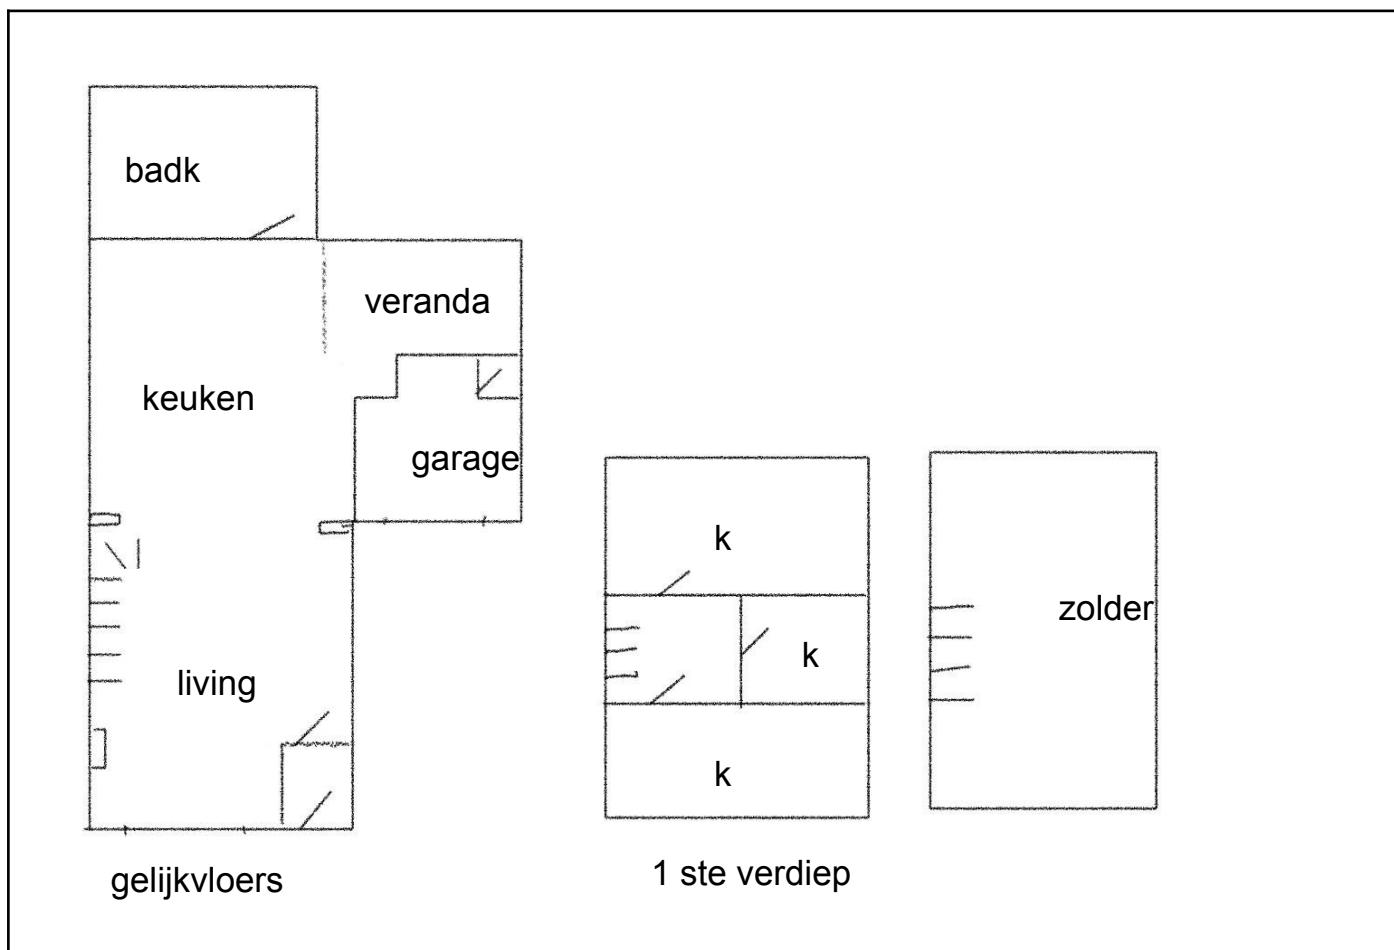 badk
veranda
keuken
garage
living
gelijkvloers
k
k
k
1 ste verdiep
zolder